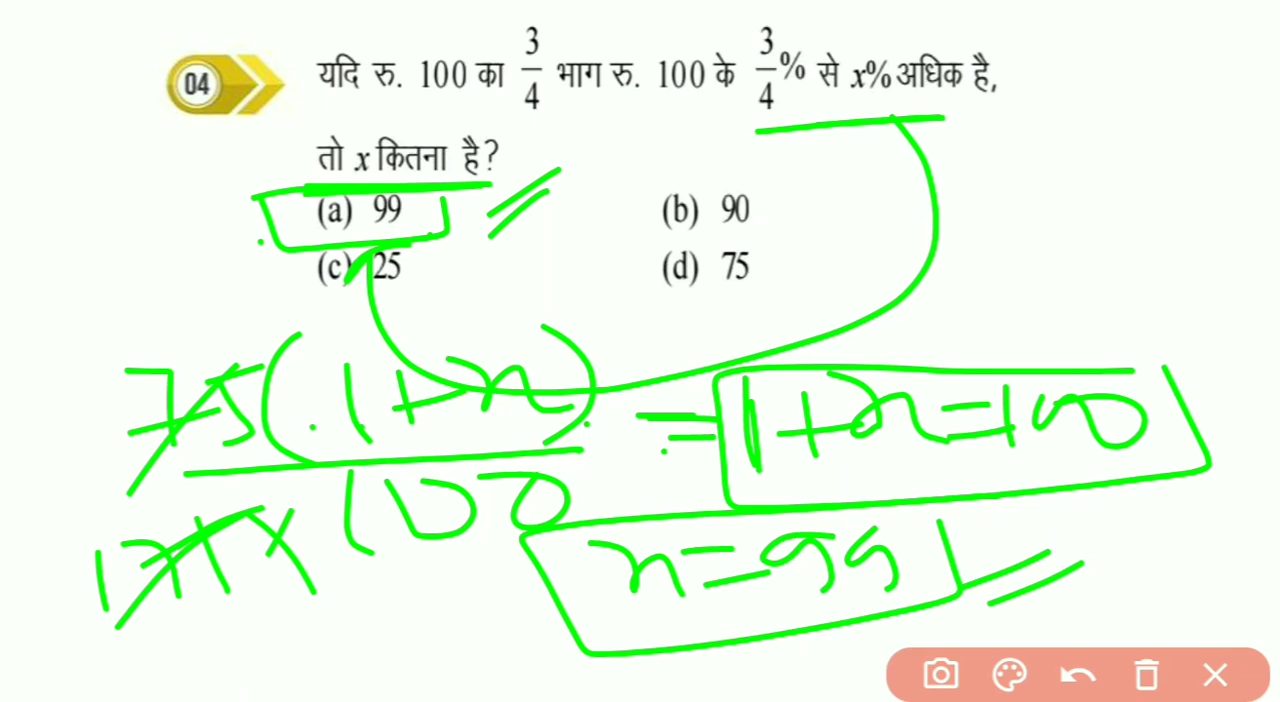 04 यदि रु. 100 का 3/4 भाग रु. 100 के 3/4% से x% अधिक है,
तो x कितना है?
(a) 99 (b) 90
(c) 25 (d) 75
75(1+x) = 1+x=100
100
x=99